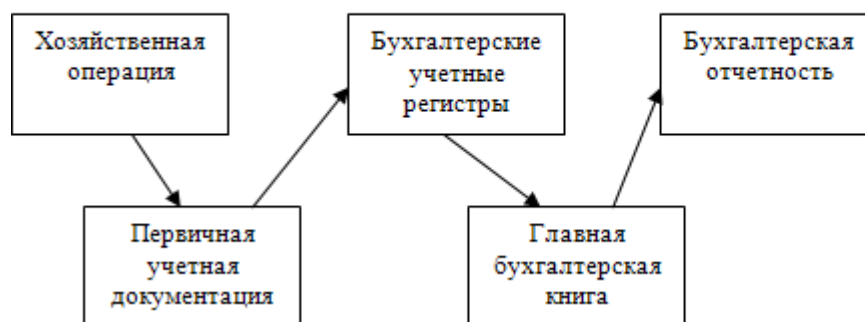 Хозяйственная
операция
Бухгалтерские
учетные
регистры
Бухгалтерская
отчетность
Первичная
учетная
документация
Главная
бухгалтерская
книга